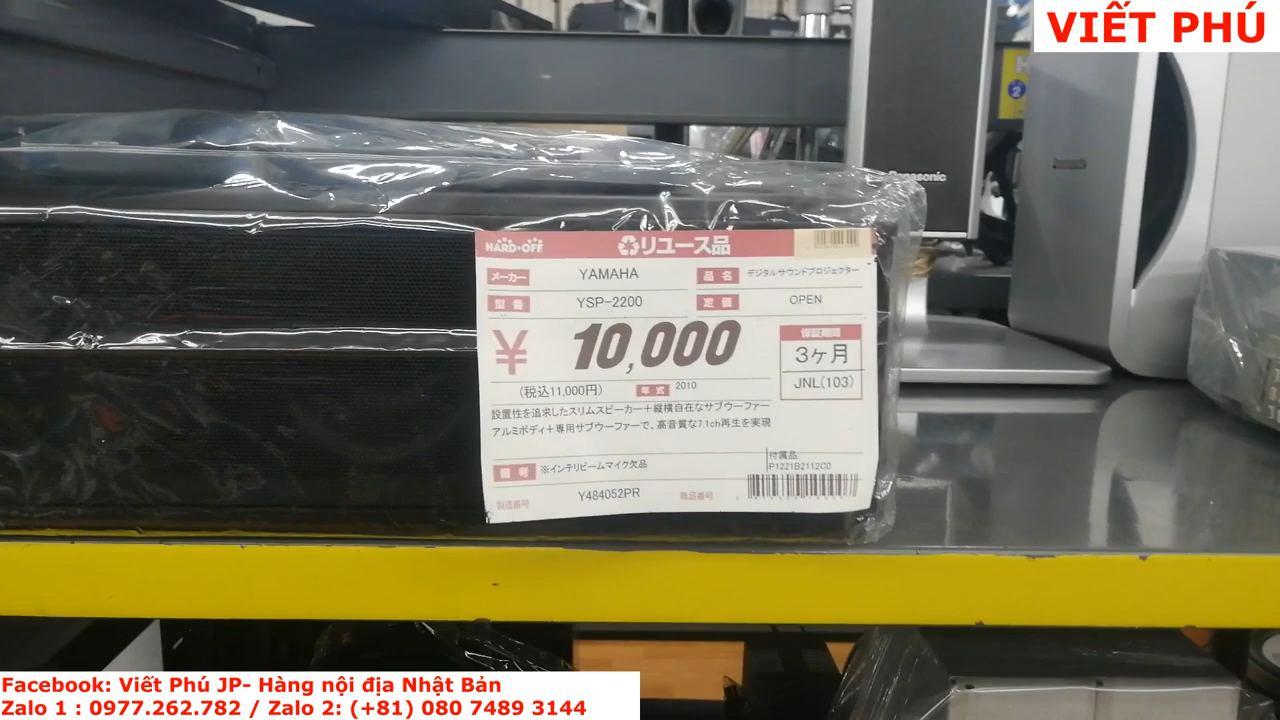 VIẾT PHÚ
Panasonic
2
HARD·OFF
リユース品
メーカー YAMAHA 品名 デジタルサウンドプロジェクター
型番 YSP-2200 定価 OPEN
¥ 10,000
保証期間
3ヶ月
JNL(103)
(税込11,000円) 年式 2010
設置性を追求したスリムスピーカー+縦横自在なサブウーファー
アルミボディ+専用サブウーファーで、高音質な7.1ch再生を実現
付属品
P1221B2112C0
備考 ※インテリビームマイク欠品
製造番号 Y484052PR 商品番号
Facebook: Viết Phú JP- Hàng nội địa Nhật Bản
Zalo 1 : 0977.262.782 / Zalo 2: (+81) 080 7489 3144